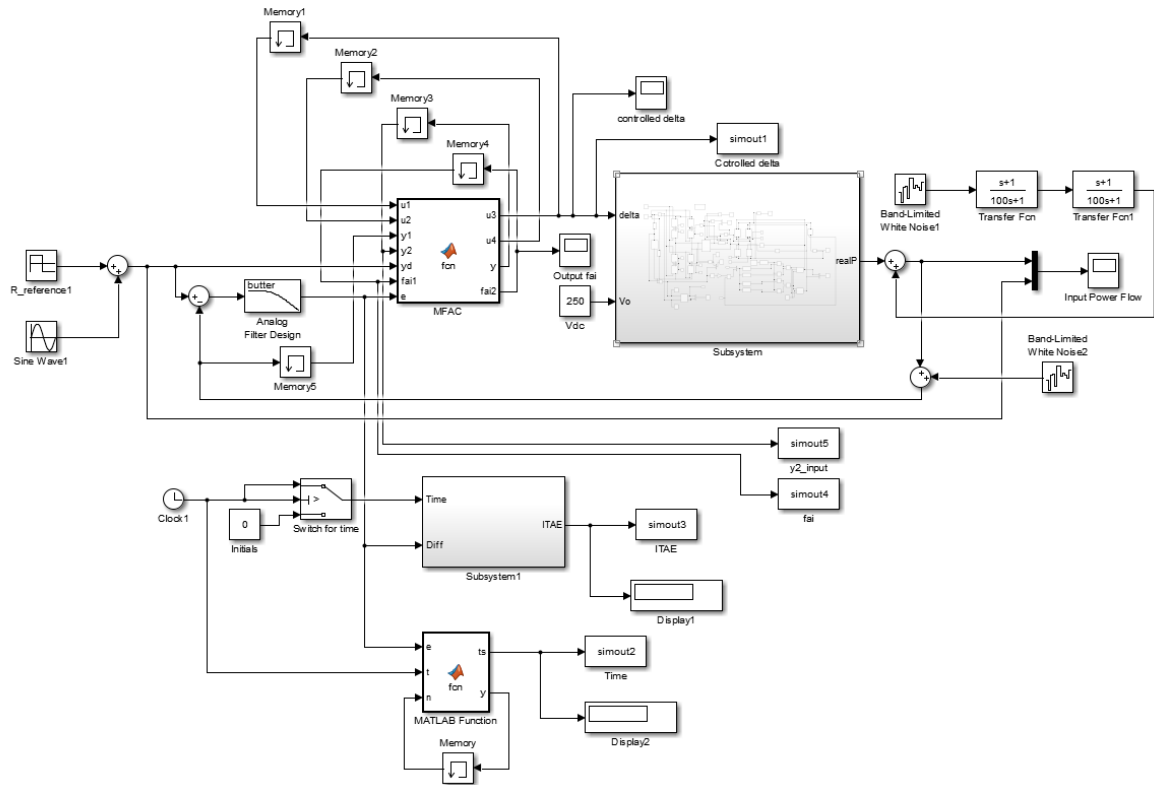 Memory1
Memory2
Memory3
Memory4
controlled delta
simout1
Cotrolled delta
u1
u2
y1
y2
yd
fai1
e
fcn
u3
u4
y
fai2
MFAC
Output fai
250
Vdc
delta
Vo
realP
Subsystem
Band-Limited
White Noise1
s+1
100s+1
Transfer Fcn
s+1
100s+1
Transfer Fcn1
Input Power Flow
Band-Limited
White Noise2
R_reference1
Sine Wave1
butter
Analog
Filter Design
Memory5
simout5
y2_input
simout4
fai
Clock1
0
Initials
>
Switch for time
Time
Diff
ITAE
Subsystem1
simout3
ITAE
Display1
e
t
n
fcn
ts
y
MATLAB Function
simout2
Time
Display2
Memory